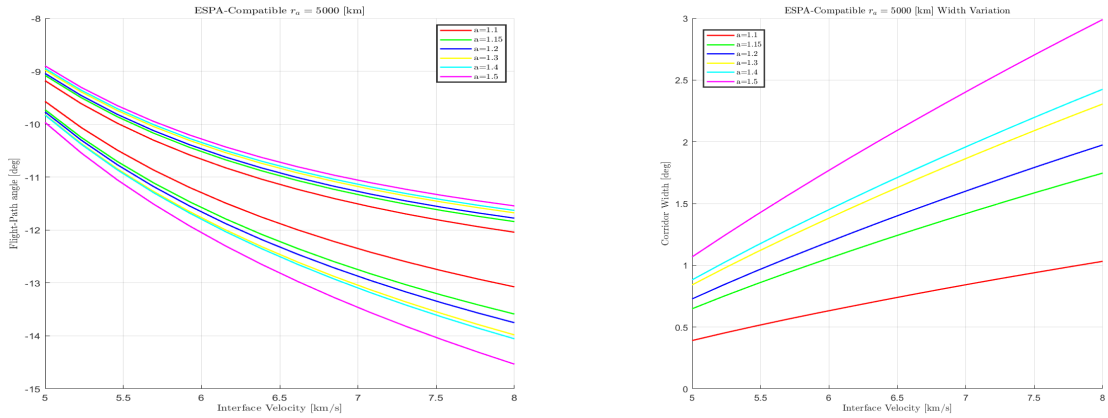 ESPA-Compatible rₐ = 5000 [km]
-8
-9
-10
-11
-12
-13
-14
-15
Flight-Path angle [deg]
a=1.1
a=1.15
a=1.2
a=1.3
a=1.4
a=1.5
5
5.5
6
6.5
7
7.5
8
Interface Velocity [km/s]
ESPA-Compatible rₐ = 5000 [km] Width Variation
3
2.5
2
1.5
1
0.5
0
Corridor Width [deg]
a=1.1
a=1.15
a=1.2
a=1.3
a=1.4
a=1.5
5
5.5
6
6.5
7
7.5
8
Interface Velocity [km/s]